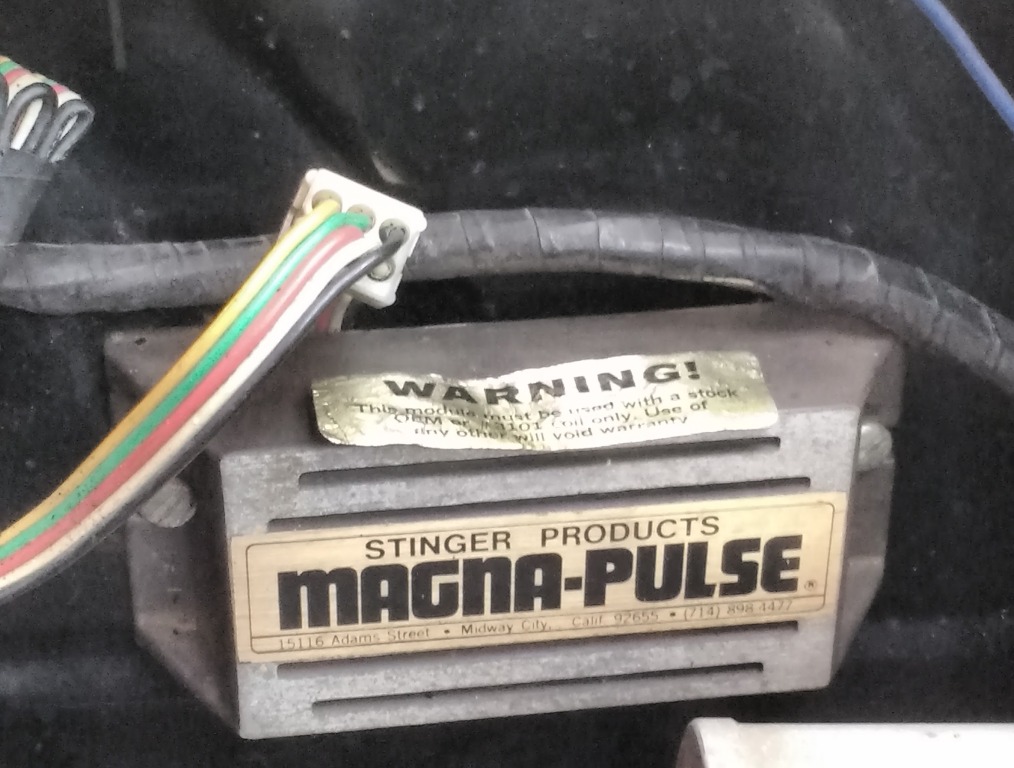 WARNING!
This module must be used with a stock
OEM or #3101 coil only. Use of
any other will void warranty
STINGER PRODUCTS
MAGNA-PULSE®
15116 Adams Street • Midway City, Calif. 92655 • (714) 898-4427